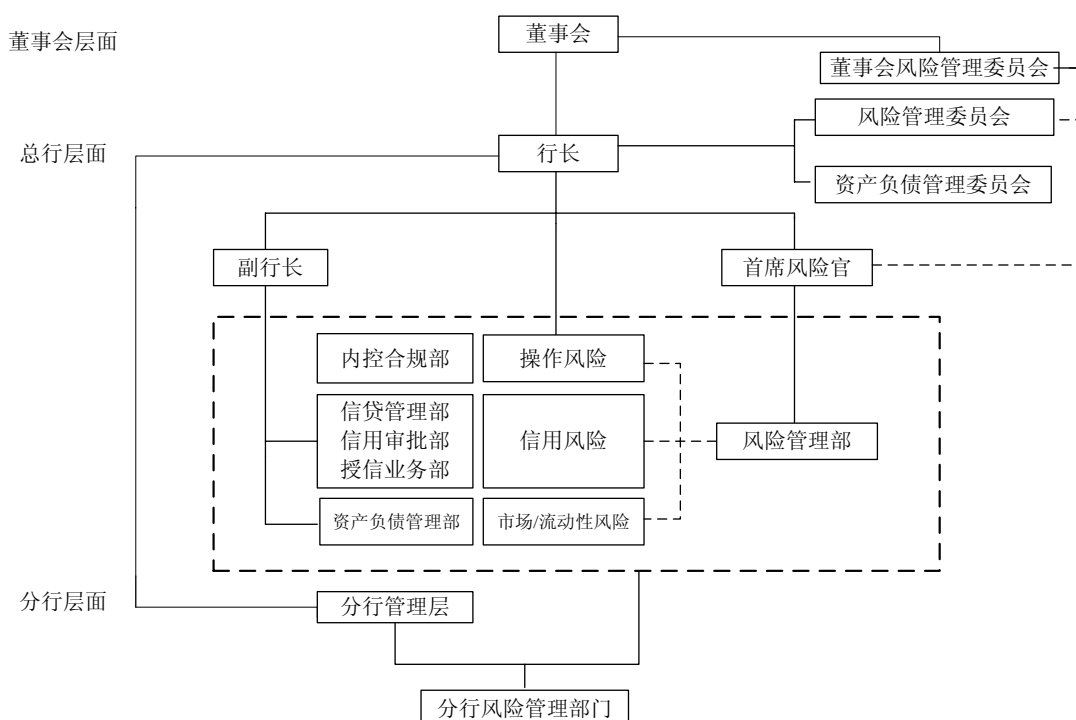 董事会层面
董事会
董事会风险管理委员会
风险管理委员会
总行层面
行长
资产负债管理委员会
副行长
首席风险官
内控合规部
操作风险
信贷管理部
信用审批部
授信业务部
信用风险
风险管理部
资产负债管理部
市场/流动性风险
分行层面
分行管理层
分行风险管理部门